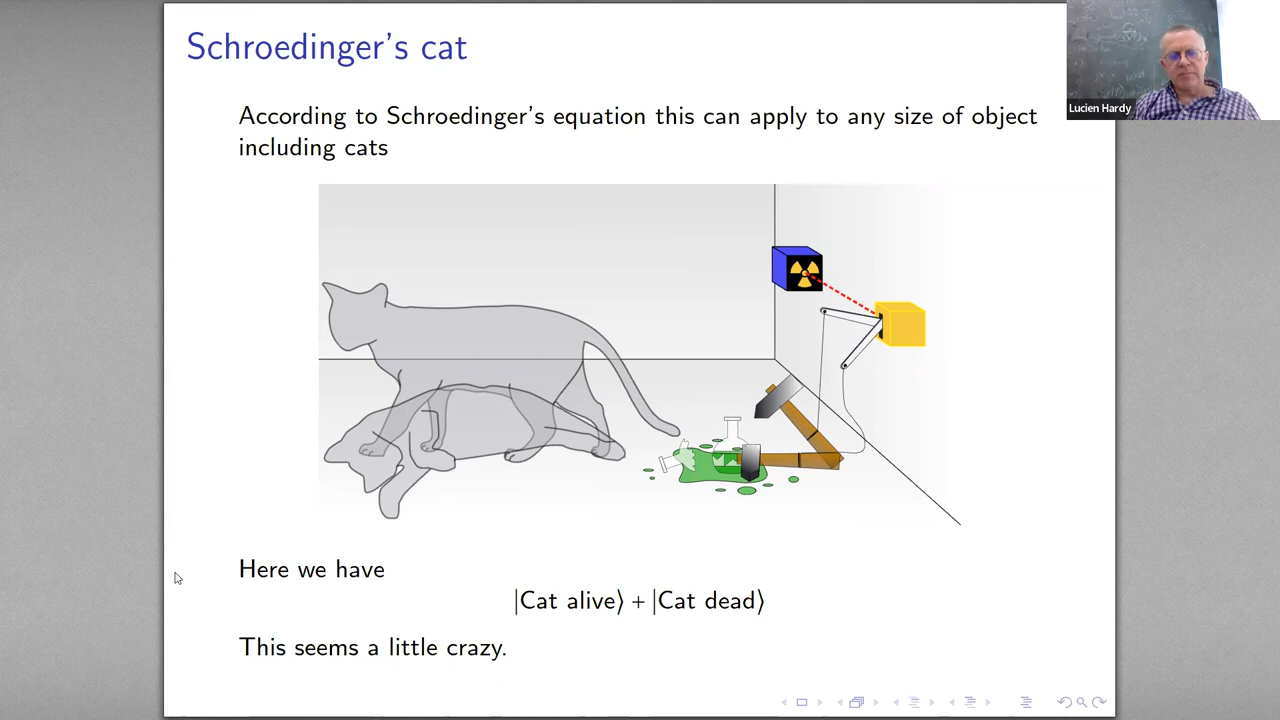 Schroedinger's cat
Lucien Hardy
According to Schroedinger's equation this can apply to any size of object
including cats
Here we have
|Cat alive⟩ + |Cat dead⟩
This seems a little crazy.